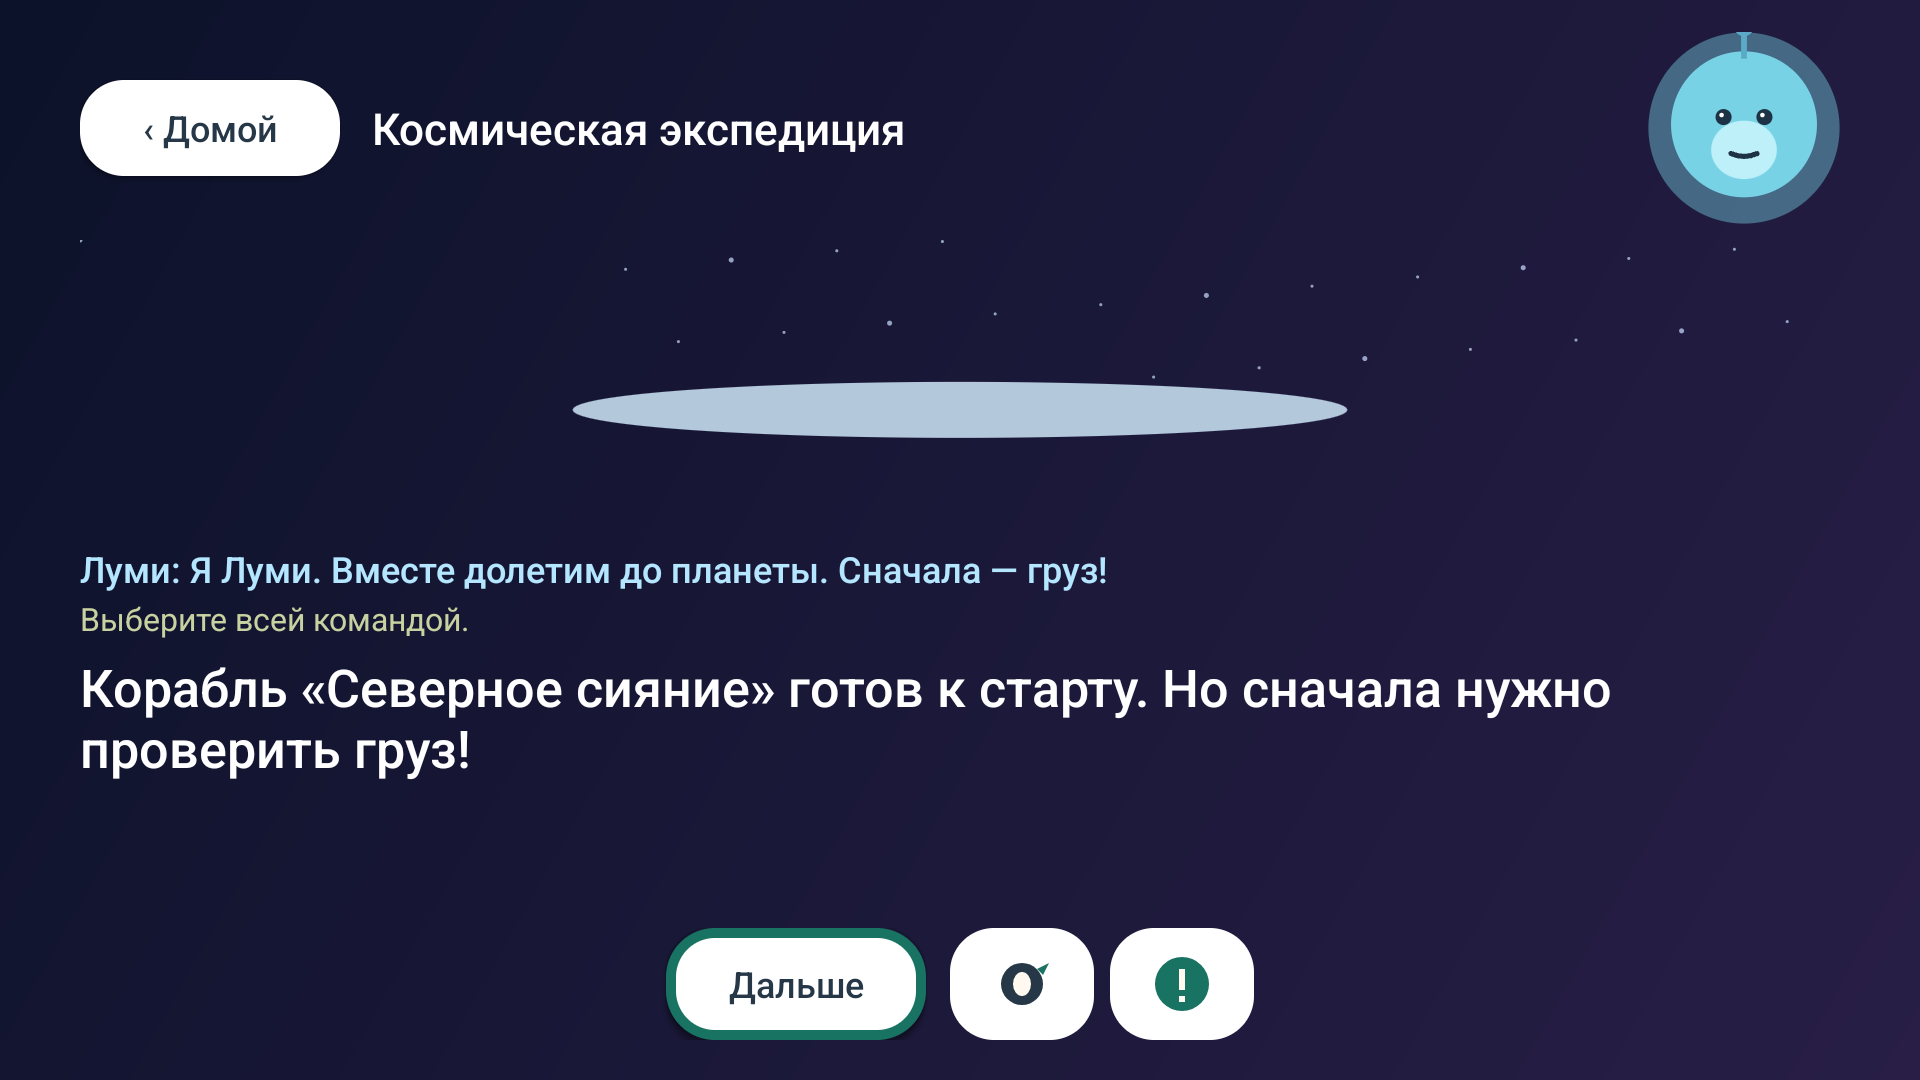 ‹ Домой
Космическая экспедиция
Луми: Я Луми. Вместе долетим до планеты. Сначала — груз!
Выберите всей командой.
Корабль «Северное сияние» готов к старту. Но сначала нужно
проверить груз!
Дальше